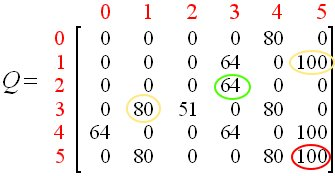 0 1 2 3 4 5
0 0 0 0 0 80 0
1 0 0 0 64 0 100
Q= 2 0 0 0 64 0 0
3 0 80 51 0 80 0
4 64 0 0 64 0 100
5 0 80 0 0 80 100